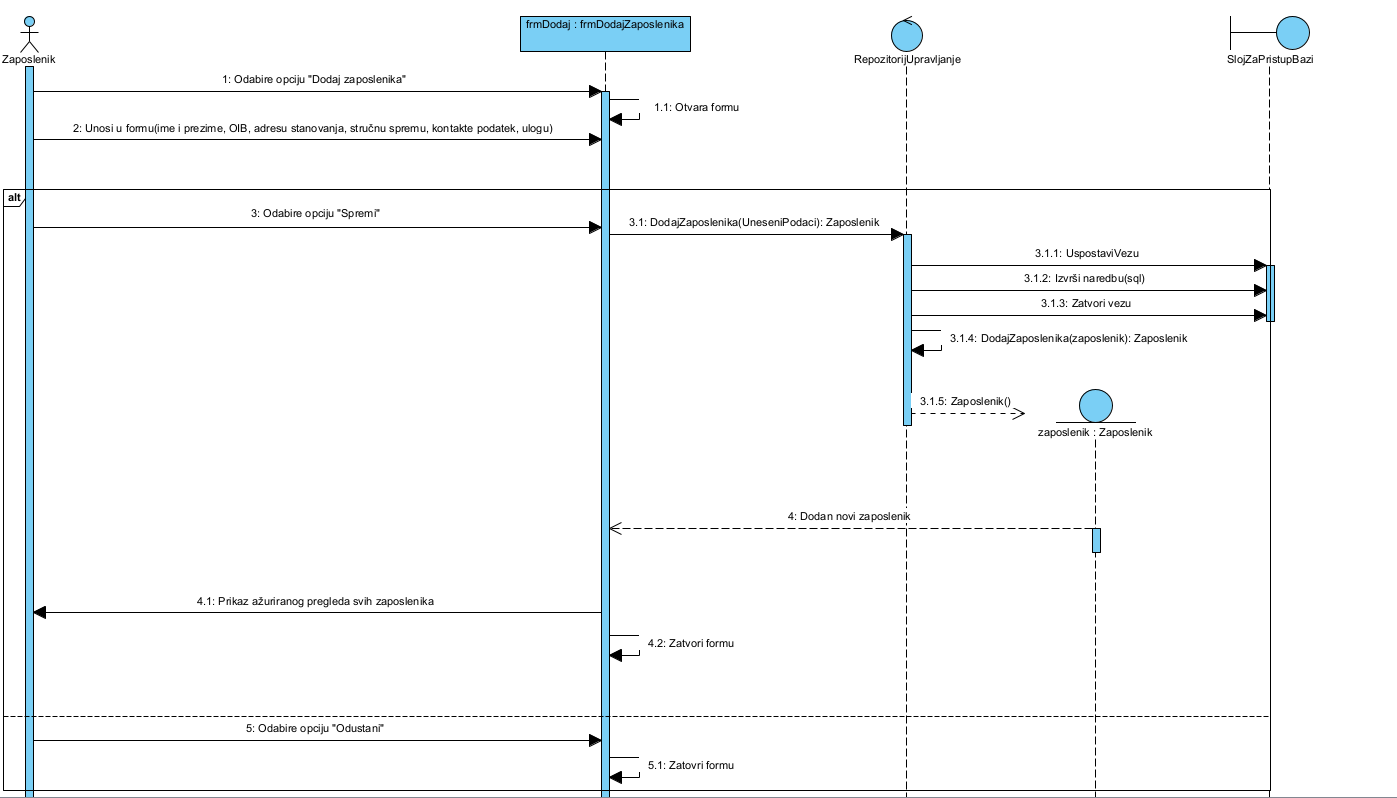 frmDodaj : frmDodajZaposlenika
Zaposlenik
RepozitorijUpravljanje
SlojZaPristupBazi
1: Odabire opciju "Dodaj zaposlenika"
1.1: Otvara formu
2: Unosi u formu(ime i prezime, OIB, adresu stanovanja, stručnu spremu, kontakte podatek, ulogu)
alt
3: Odabire opciju "Spremi"
3.1: DodajZaposlenika(UneseniPodaci): Zaposlenik
3.1.1: UspostaviVezu
3.1.2: Izvrši naredbu(sql)
3.1.3: Zatvori vezu
3.1.4: DodajZaposlenika(zaposlenik): Zaposlenik
3.1.5: Zaposlenik()
zaposlenik : Zaposlenik
4: Dodan novi zaposlenik
4.1: Prikaz ažuriranog pregleda svih zaposlenika
4.2: Zatvori formu
5: Odabire opciju "Odustani"
5.1: Zatovri formu